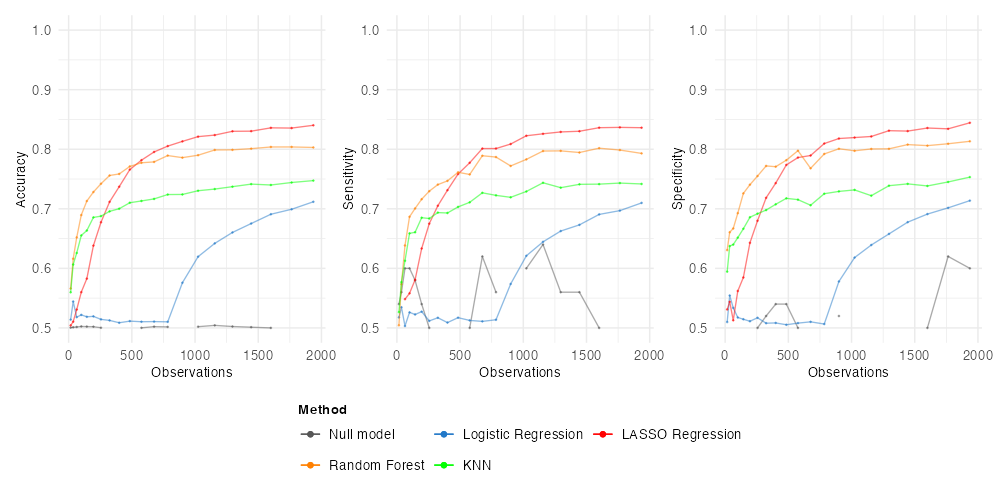 1.0
0.9
0.8
0.7
0.6
0.5
Accuracy
0 500 1000 1500 2000
Observations
1.0
0.9
0.8
0.7
0.6
0.5
Sensitivity
0 500 1000 1500 2000
Observations
1.0
0.9
0.8
0.7
0.6
0.5
Specificity
0 500 1000 1500 2000
Observations
Method
Null model Logistic Regression LASSO Regression
Random Forest KNN